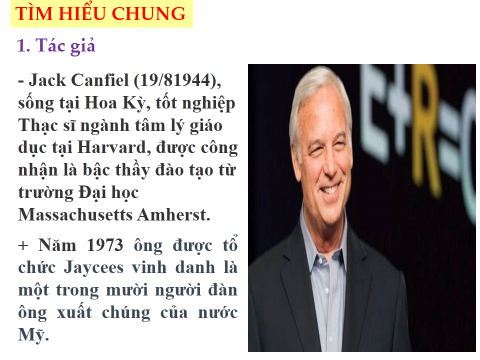 TÌM HIỂU CHUNG
1. Tác giả
- Jack Canfiel (19/81944),
sống tại Hoa Kỳ, tốt nghiệp
Thạc sĩ ngành tâm lý giáo
dục tại Harvard, được công
nhận là bậc thầy đào tạo từ
trường Đại học
Massachusetts Amherst.
+ Năm 1973 ông được tổ
chức Jaycees vinh danh là
một trong mười người đàn
ông xuất chúng của nước
Mỹ.
E+R=O